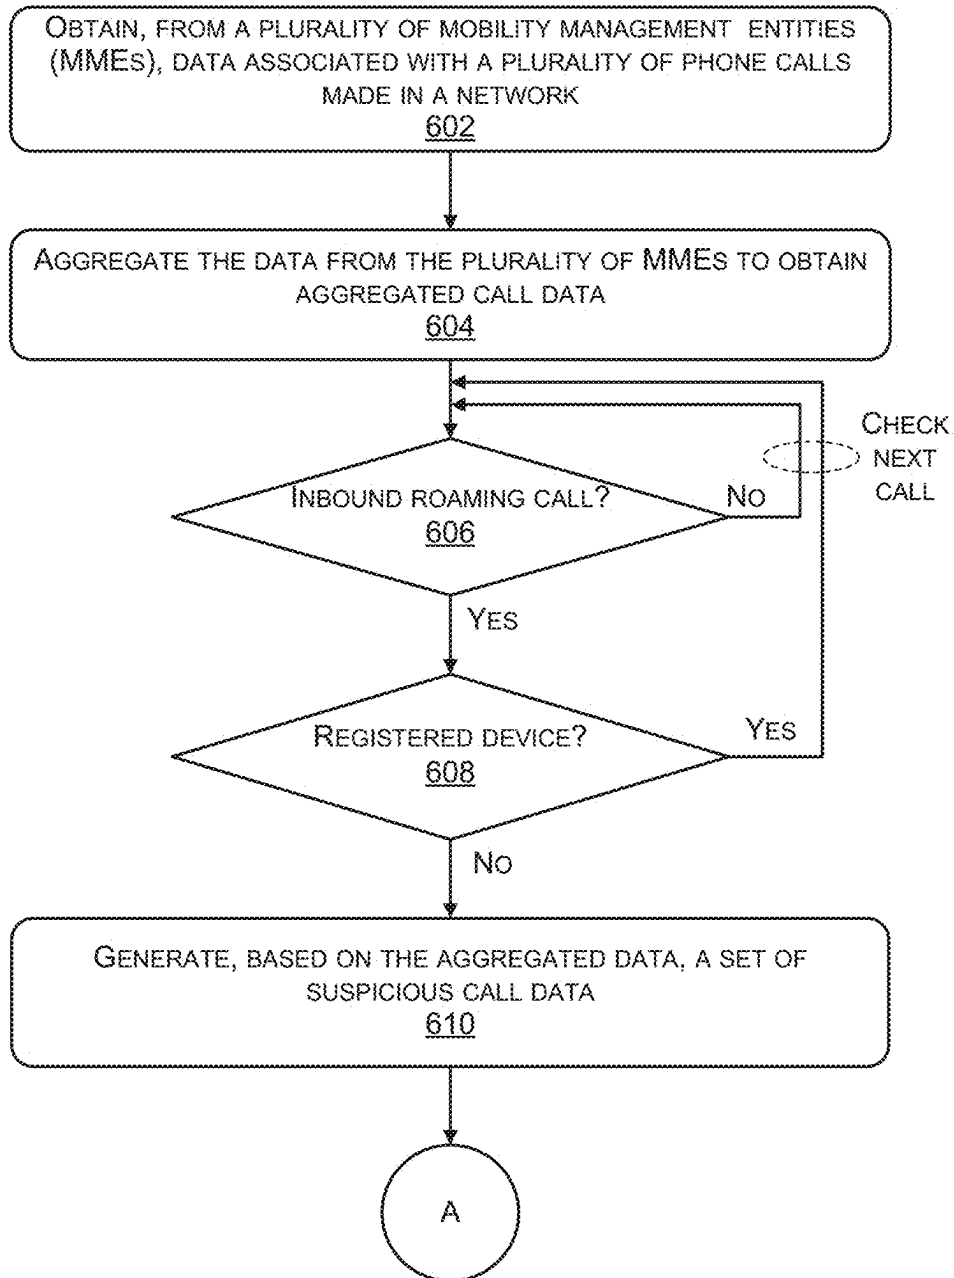 OBTAIN, FROM A PLURALITY OF MOBILITY MANAGEMENT ENTITIES
(MMES), DATA ASSOCIATED WITH A PLURALITY OF PHONE CALLS
MADE IN A NETWORK
602
AGGREGATE THE DATA FROM THE PLURALITY OF MMES TO OBTAIN
AGGREGATED CALL DATA
604
CHECK
NEXT
CALL
INBOUND ROAMING CALL?
606
NO
YES
REGISTERED DEVICE?
608
YES
NO
GENERATE, BASED ON THE AGGREGATED DATA, A SET OF
SUSPICIOUS CALL DATA
610
A